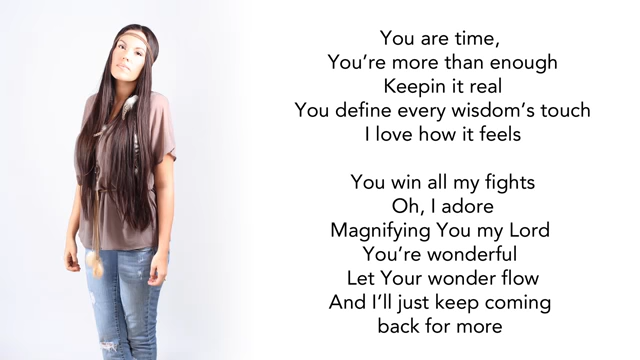 You are time,
You’re more than enough
Keepin it real
You define every wisdom’s touch
I love how it feels
You win all my fights
Oh, I adore
Magnifying You my Lord
You’re wonderful
Let Your wonder flow
And I’ll just keep coming
back for more